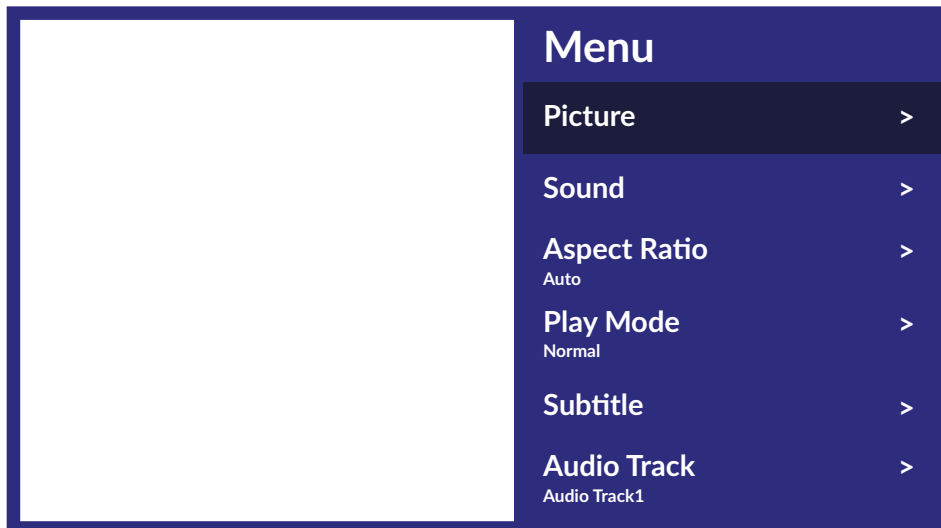 Menu
Picture >
Sound >
Aspect Ratio >
Auto
Play Mode >
Normal
Subtitle >
Audio Track >
Audio Track1